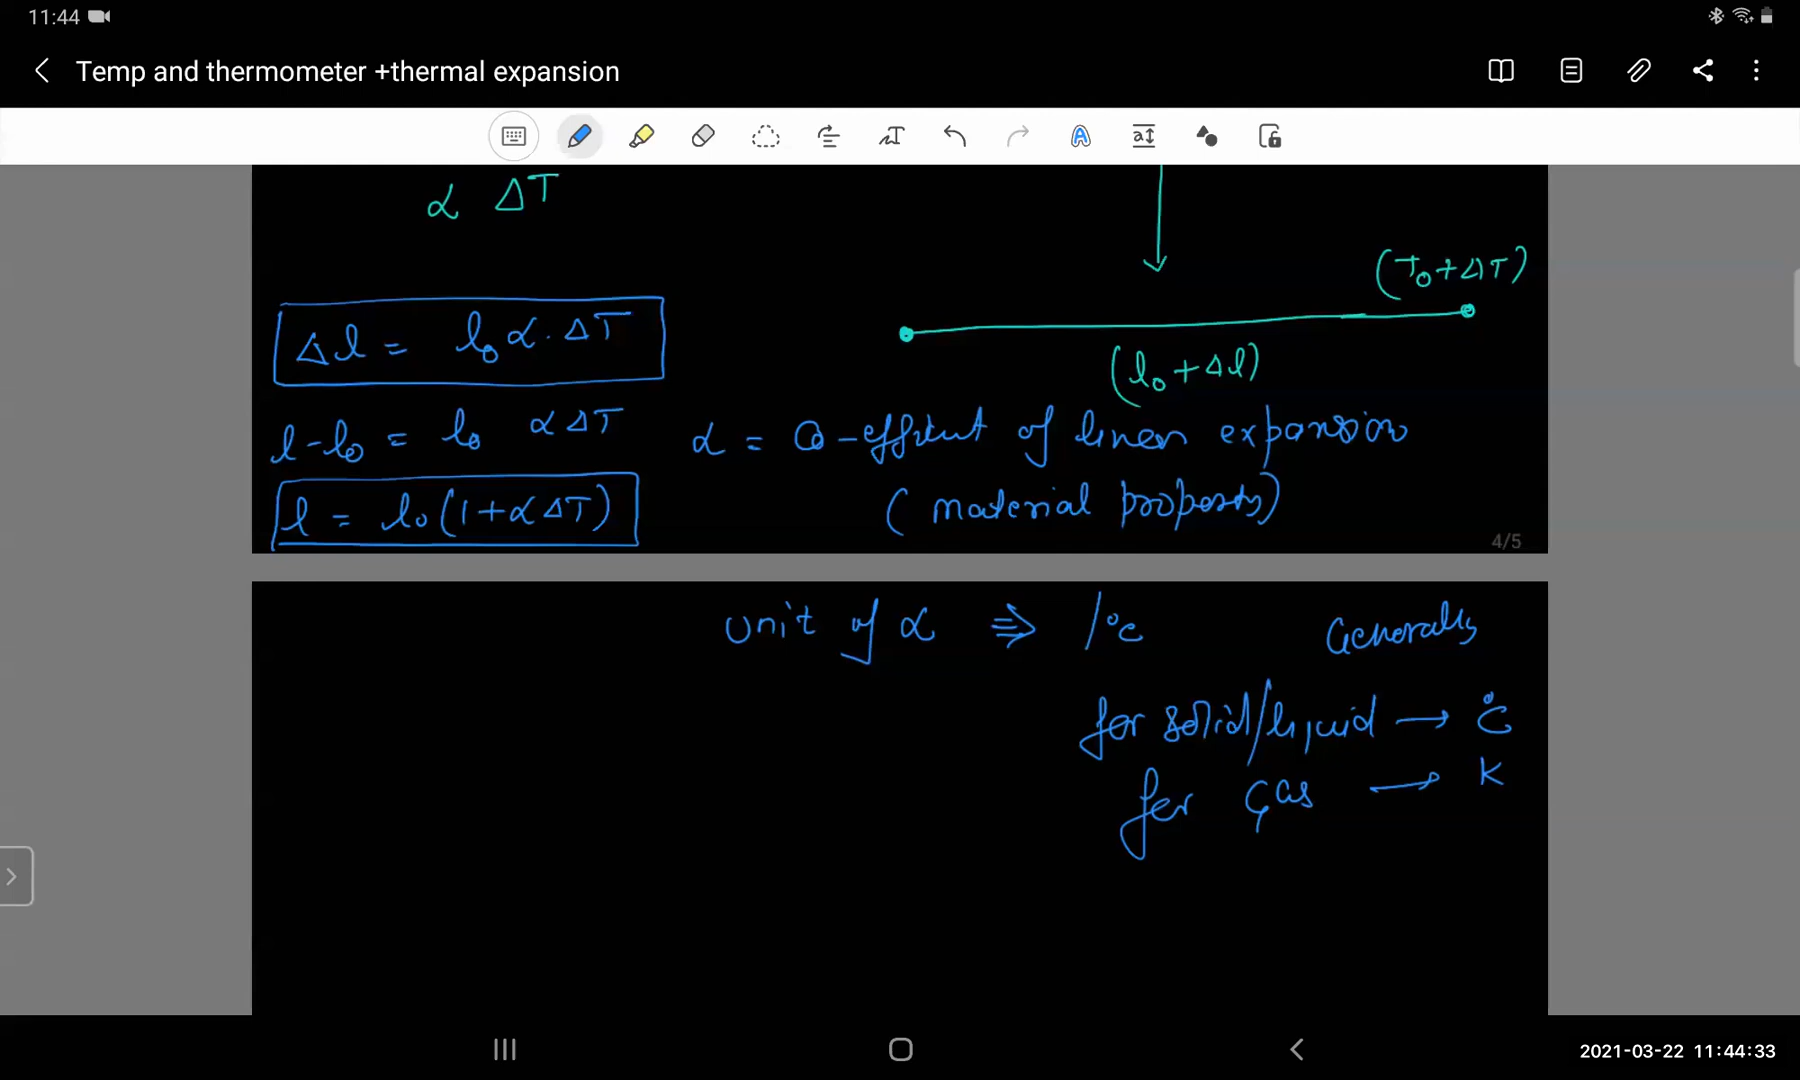 11:44
Temp and thermometer +thermal expansion
α ΔT
(T₀+ΔT)
Δl = l₀ α. ΔT
(l₀+Δl)
l-l₀ = l₀ αΔT
α = Co-efficient of linear expansion
l = l₀(1+αΔT)
(material property)
4/5
unit of α ⇒ /°C
Generally
for solid/liquid → °C
for gas → K
2021-03-22 11:44:33